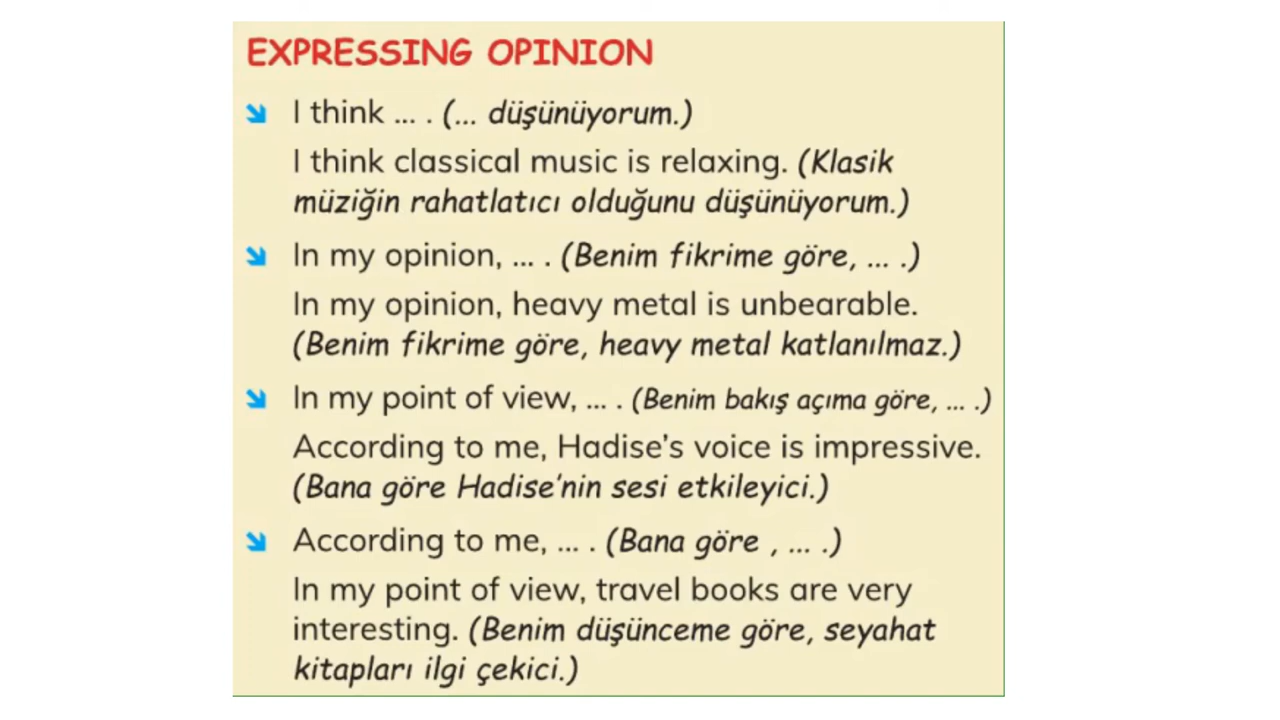 EXPRESSING OPINION
I think ... . (... düşünüyorum.)
I think classical music is relaxing. (Klasik
müziğin rahatlatıcı olduğunu düşünüyorum.)
In my opinion, ... . (Benim fikrime göre, ... .)
In my opinion, heavy metal is unbearable.
(Benim fikrime göre, heavy metal katlanılmaz.)
In my point of view, ... . (Benim bakış açıma göre, ... .)
According to me, Hadise’s voice is impressive.
(Bana göre Hadise’nin sesi etkileyici.)
According to me, ... . (Bana göre , ... .)
In my point of view, travel books are very
interesting. (Benim düşünceme göre, seyahat
kitapları ilgi çekici.)